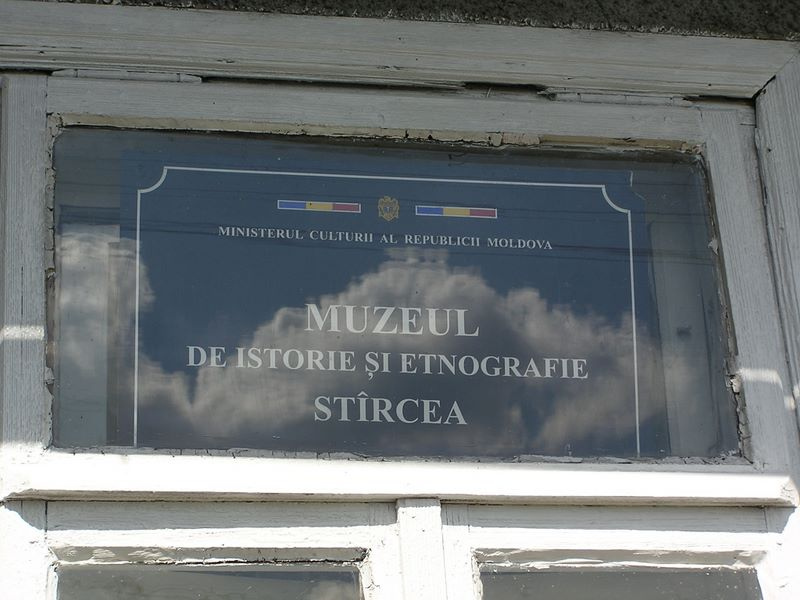 MINISTERUL CULTURII AL REPUBLICII MOLDOVA
MUZEUL
DE ISTORIE ȘI ETNOGRAFIE
STÎRCEA